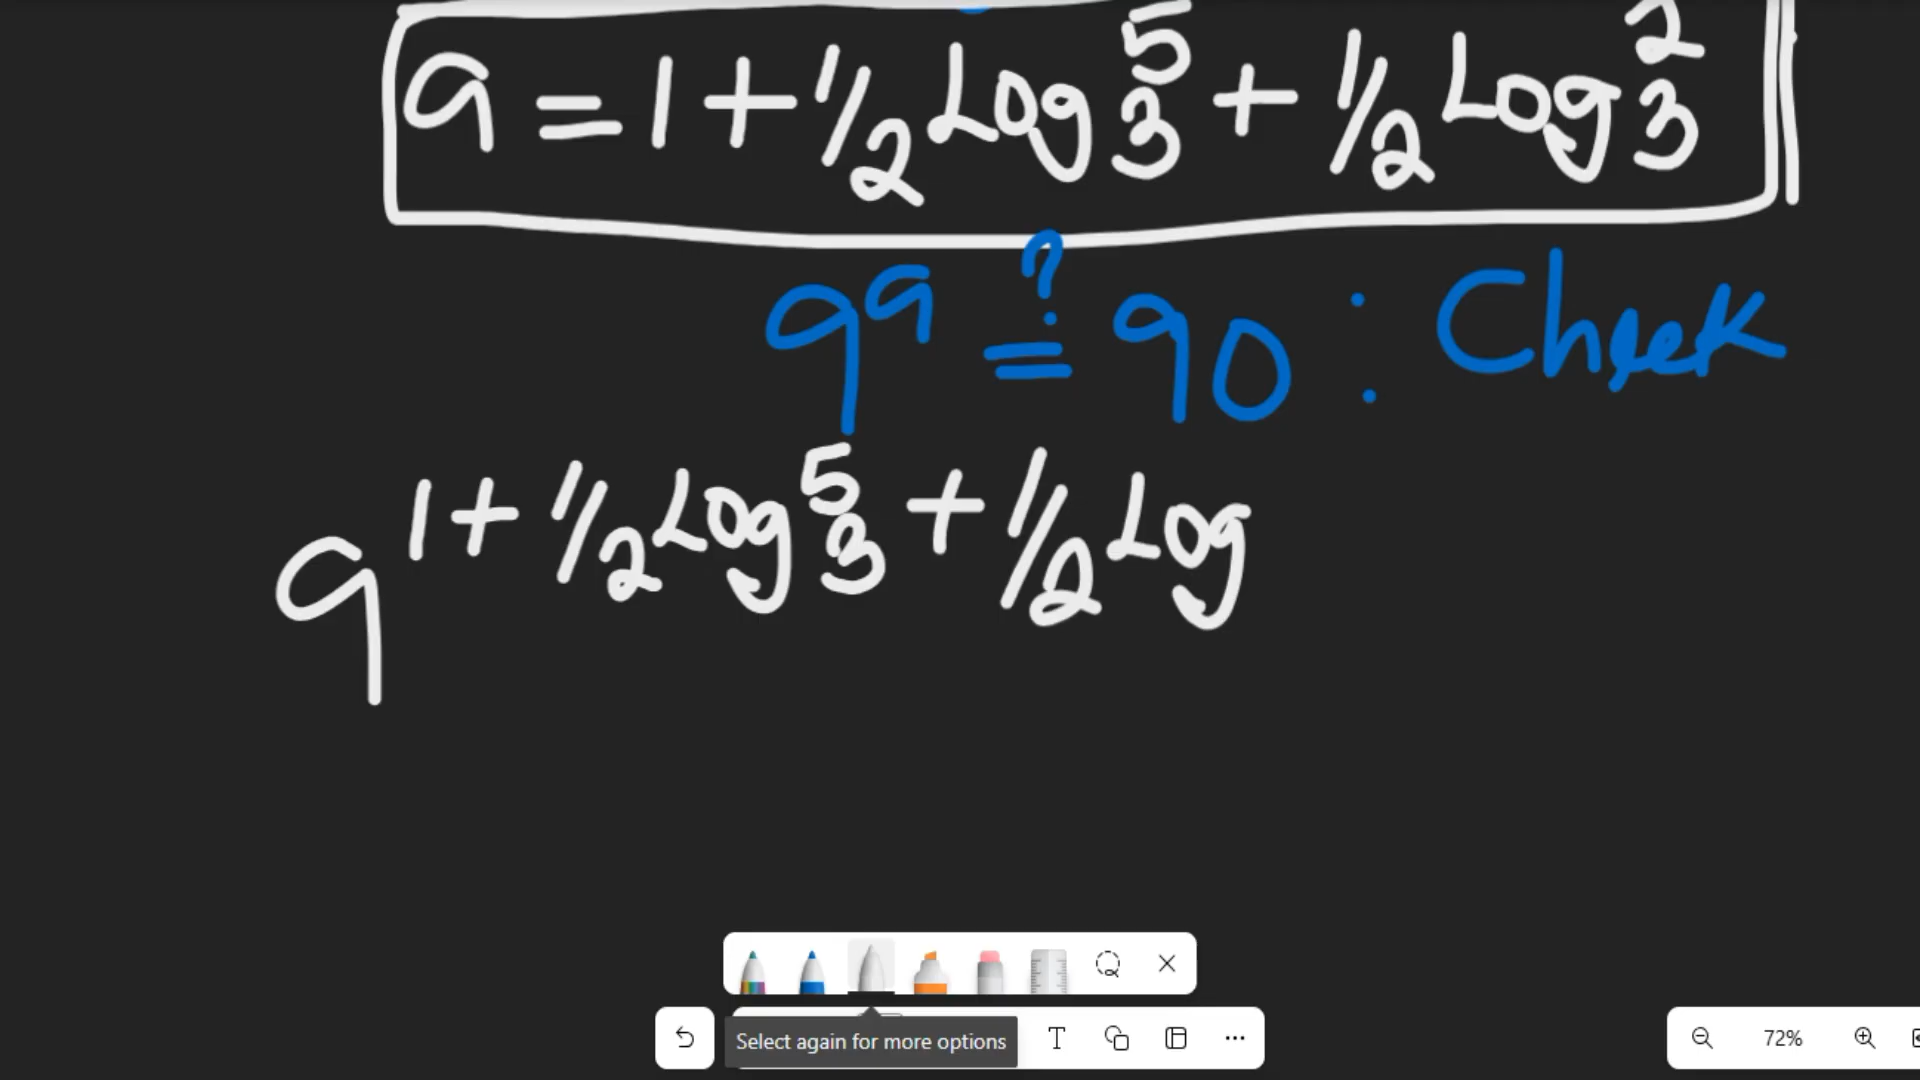 a = 1 + 1/2 Log₃⁵ + 1/2 Log₃²
9ᵃ ≟ 90 : Check
9^1 + 1/2 Log₃⁵ + 1/2 Log
Select again for more options
T
72%